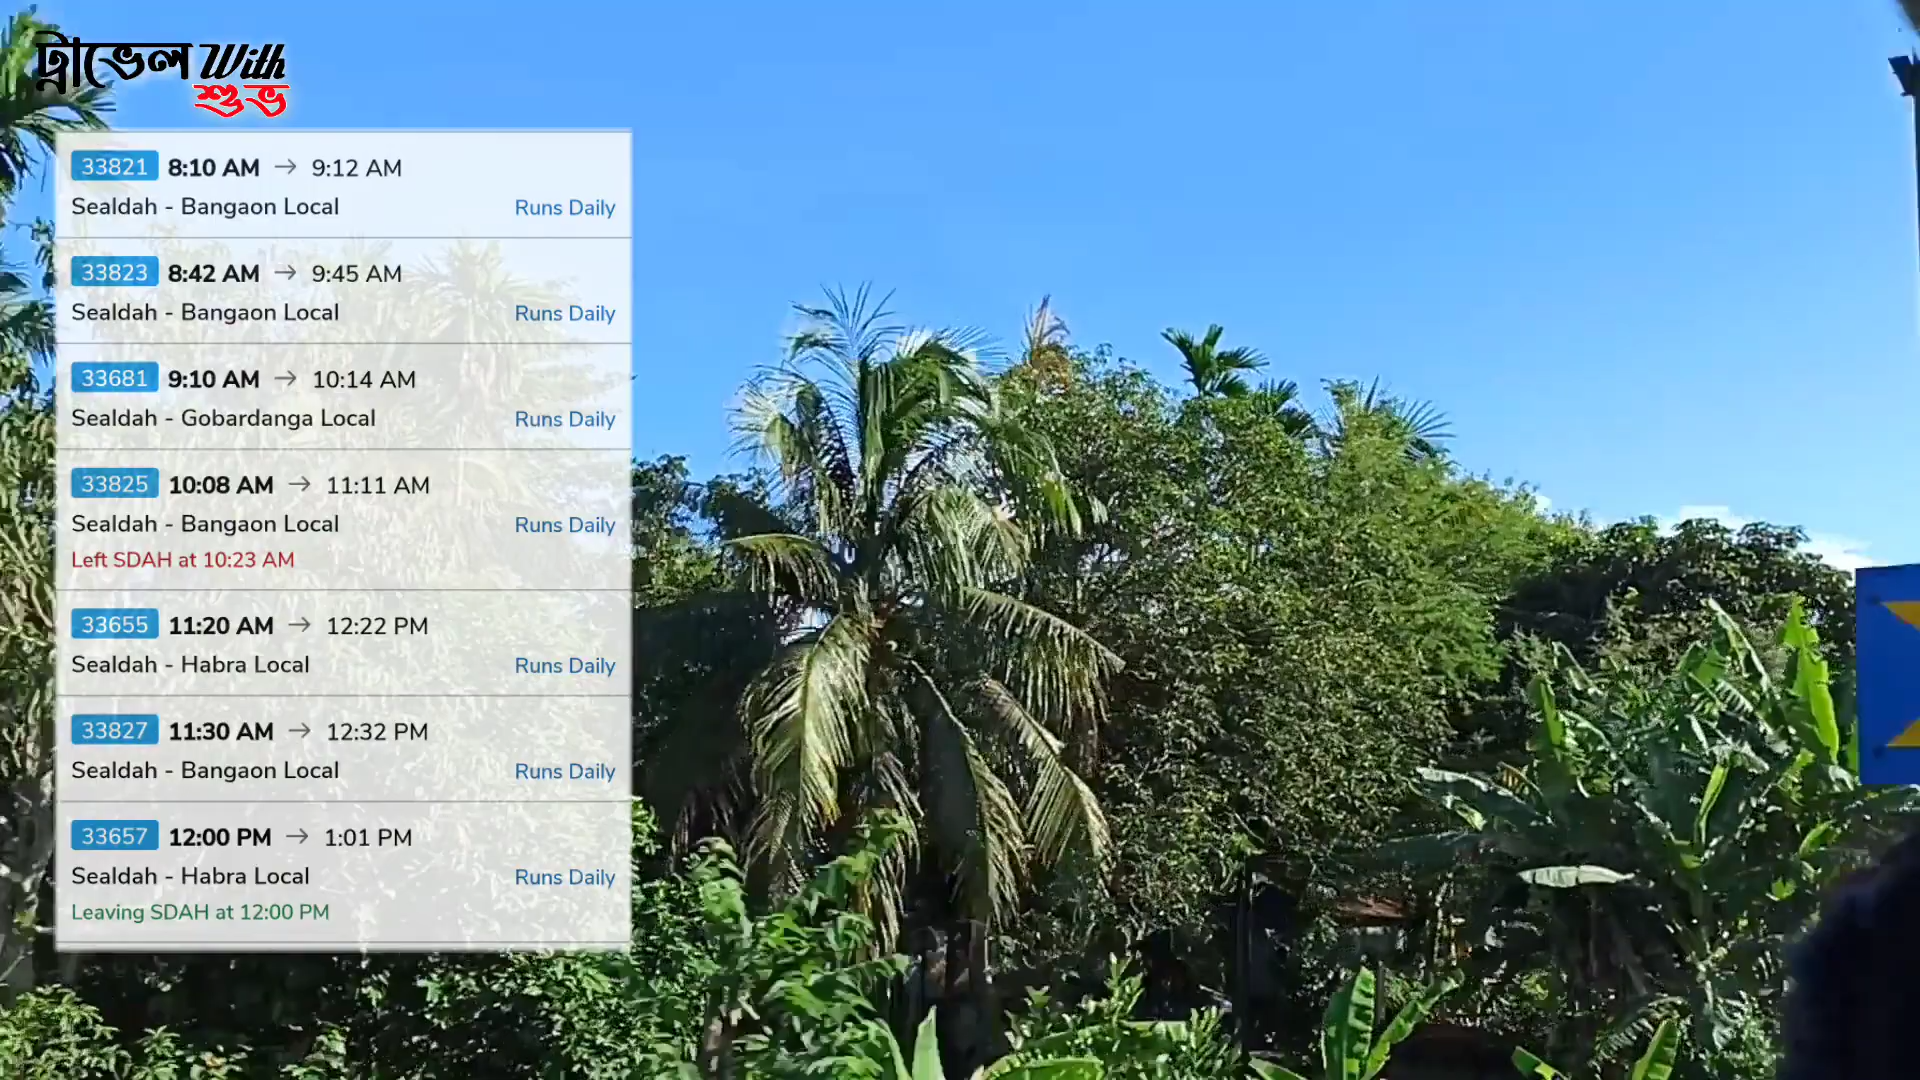 ট্রাভেল With
শুভ
33821 8:10 AM → 9:12 AM
Sealdah - Bangaon Local Runs Daily
33823 8:42 AM → 9:45 AM
Sealdah - Bangaon Local Runs Daily
33681 9:10 AM → 10:14 AM
Sealdah - Gobardanga Local Runs Daily
33825 10:08 AM → 11:11 AM
Sealdah - Bangaon Local Runs Daily
Left SDAH at 10:23 AM
33655 11:20 AM → 12:22 PM
Sealdah - Habra Local Runs Daily
33827 11:30 AM → 12:32 PM
Sealdah - Bangaon Local Runs Daily
33657 12:00 PM → 1:01 PM
Sealdah - Habra Local Runs Daily
Leaving SDAH at 12:00 PM